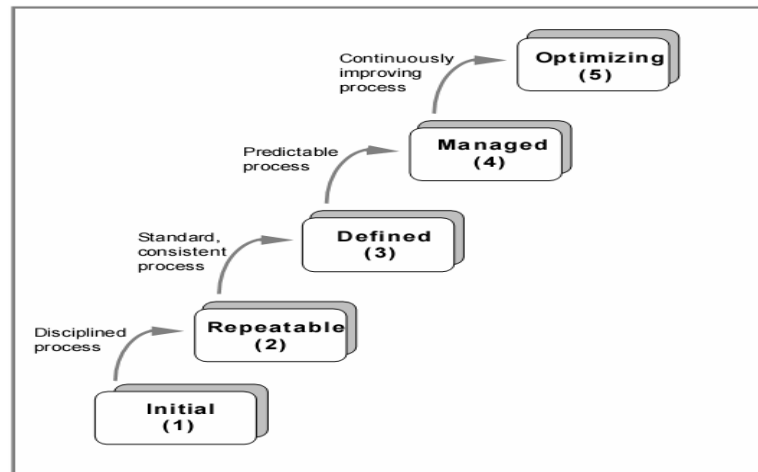 Continuously
improving
process
Optimizing
(5)
Predictable
process
Managed
(4)
Standard,
consistent
process
Defined
(3)
Disciplined
process
Repeatable
(2)
Initial
(1)